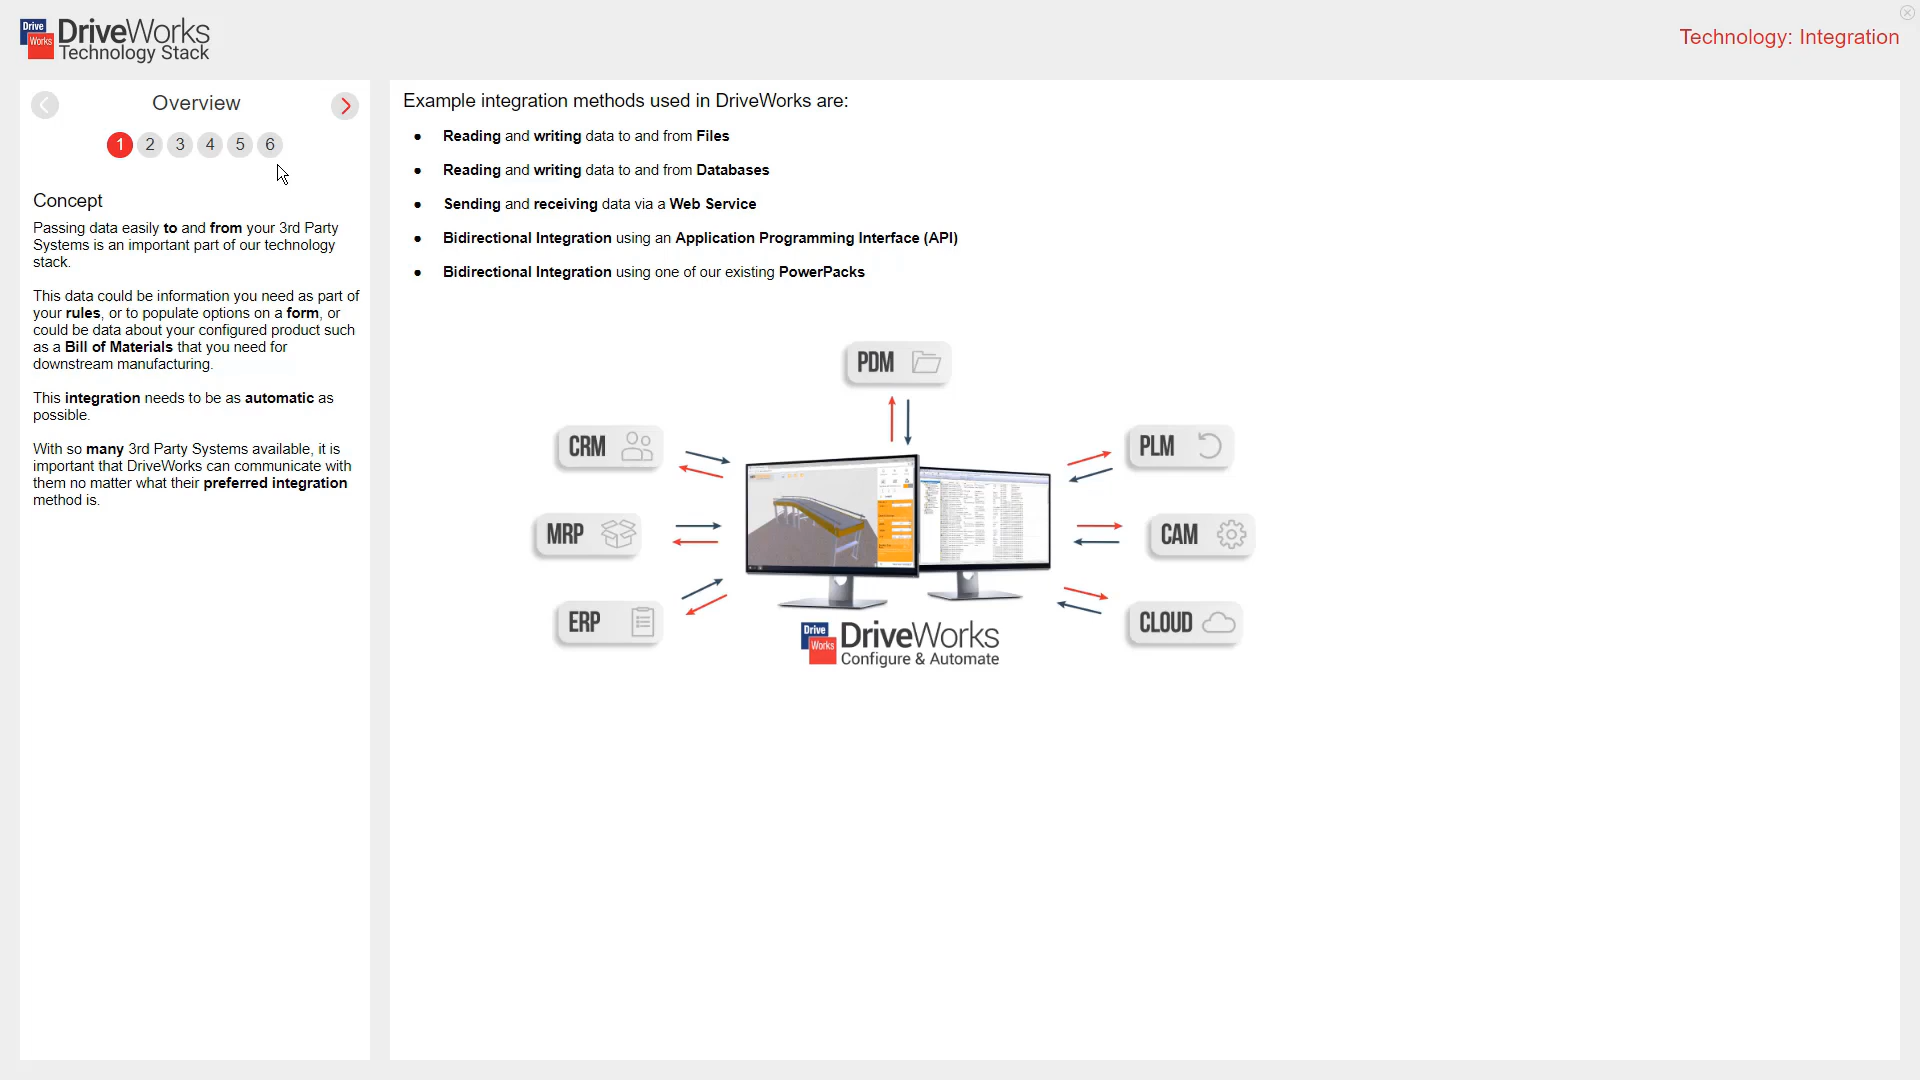 Drive
Works
DriveWorks
Technology Stack
Technology: Integration
Overview
1 2 3 4 5 6
Concept
Passing data easily to and from your 3rd Party
Systems is an important part of our technology
stack.
This data could be information you need as part of
your rules, or to populate options on a form, or
could be data about your configured product such
as a Bill of Materials that you need for
downstream manufacturing.
This integration needs to be as automatic as
possible.
With so many 3rd Party Systems available, it is
important that DriveWorks can communicate with
them no matter what their preferred integration
method is.
Example integration methods used in DriveWorks are:
● Reading and writing data to and from Files
● Reading and writing data to and from Databases
● Sending and receiving data via a Web Service
● Bidirectional Integration using an Application Programming Interface (API)
● Bidirectional Integration using one of our existing PowerPacks
PDM
CRM
PLM
MRP
CAM
ERP
CLOUD
Drive
Works
DriveWorks
Configure & Automate